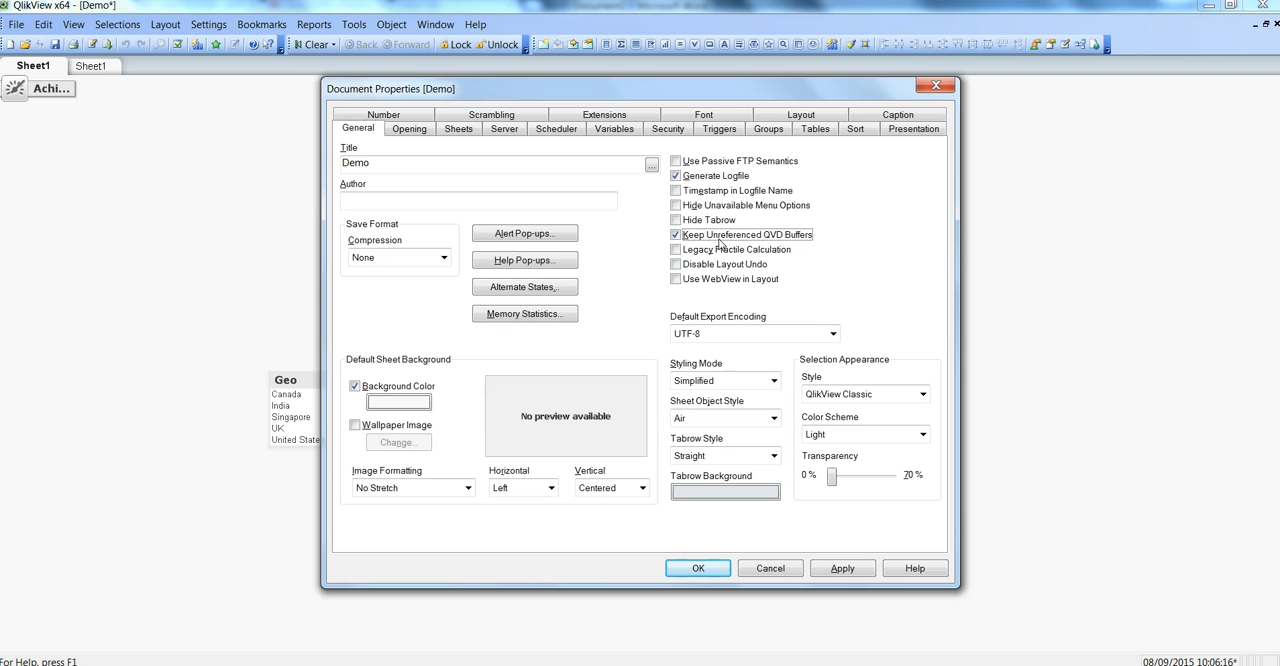 QlikView x64 - [Demo*]
File Edit View Selections Layout Settings Bookmarks Reports Tools Object Window Help
Clear Back Forward Lock Unlock
Sheet1 Sheet1
Achi...
Document Properties [Demo]
Number Scrambling Extensions Font Layout Caption
General Opening Sheets Server Scheduler Variables Security Triggers Groups Tables Sort Presentation
Title
Demo
...
Author
Save Format
Compression
None
Alert Pop-ups...
Help Pop-ups...
Alternate States,..
Memory Statistics...
Use Passive FTP Semantics
Generate Logfile
Timestamp in Logfile Name
Hide Unavailable Menu Options
Hide Tabrow
Keep Unreferenced QVD Buffers
Legacy Fractile Calculation
Disable Layout Undo
Use WebView in Layout
Default Export Encoding
UTF-8
Geo
Canada
India
Singapore
UK
United State
Default Sheet Background
Background Color
Wallpaper Image
Change...
No preview available
Image Formatting
No Stretch
Horizontal
Left
Vertical
Centered
Styling Mode
Simplified
Sheet Object Style
Air
Tabrow Style
Straight
Tabrow Background
Selection Appearance
Style
QlikView Classic
Color Scheme
Light
Transparency
0 % 70 %
OK Cancel Apply Help
For Help, press F1
08/09/2015 10:06:16*